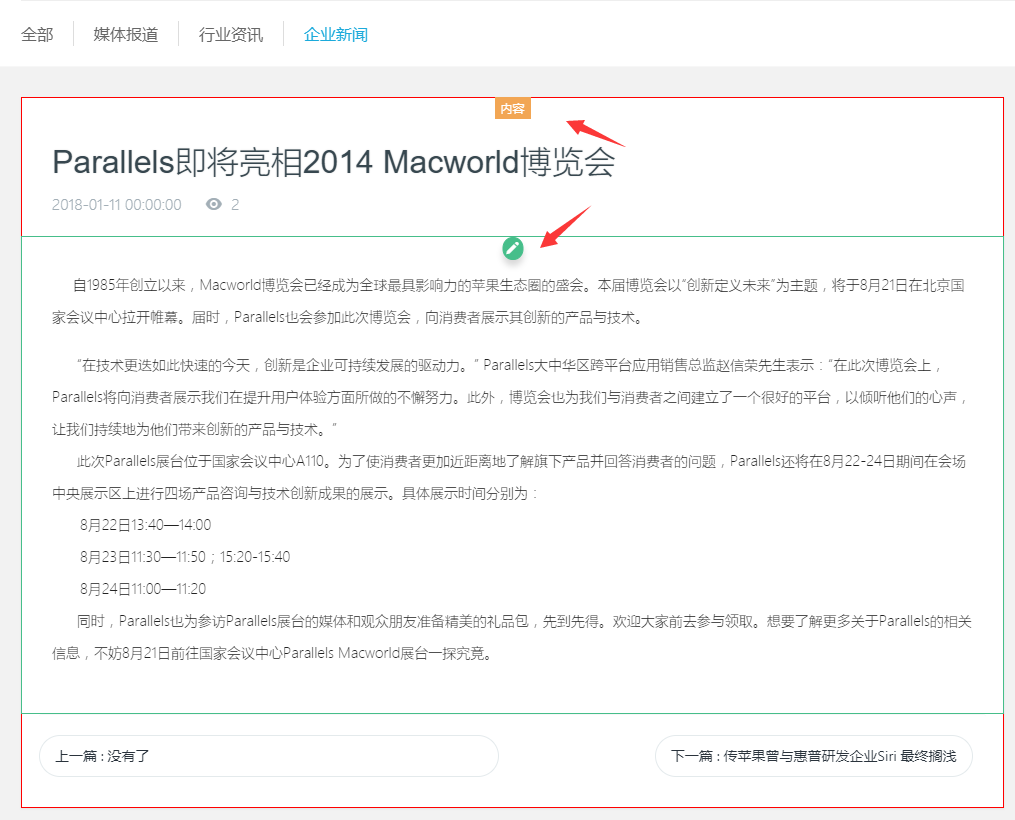 全部 媒体报道 行业资讯 企业新闻
内容
Parallels即将亮相2014 Macworld博览会
2018-01-11 00:00:00 2
自1985年创立以来，Macworld博览会已经成为全球最具影响力的苹果生态圈的盛会。本届博览会以“创新定义未来”为主题，将于8月21日在北京国
家会议中心拉开帷幕。届时，Parallels也会参加此次博览会，向消费者展示其创新的产品与技术。
“在技术更迭如此快速的今天，创新是企业可持续发展的驱动力。” Parallels大中华区跨平台应用销售总监赵信荣先生表示：“在此次博览会上，
Parallels将向消费者展示我们在提升用户体验方面所做的不懈努力。此外，博览会也为我们与消费者之间建立了一个很好的平台，以倾听他们的心声，
让我们持续地为他们带来创新的产品与技术。”
此次Parallels展台位于国家会议中心A110。为了使消费者更加近距离地了解旗下产品并回答消费者的问题，Parallels还将在8月22-24日期间在会场
中央展示区上进行四场产品咨询与技术创新成果的展示。具体展示时间分别为：
8月22日13:40—14:00
8月23日11:30—11:50；15:20-15:40
8月24日11:00—11:20
同时，Parallels也为参访Parallels展台的媒体和观众朋友准备精美的礼品包，先到先得。欢迎大家前去参与领取。想要了解更多关于Parallels的相关
信息，不妨8月21日前往国家会议中心Parallels Macworld展台一探究竟。
上一篇 : 没有了
下一篇 : 传苹果曾与惠普研发企业Siri 最终搁浅